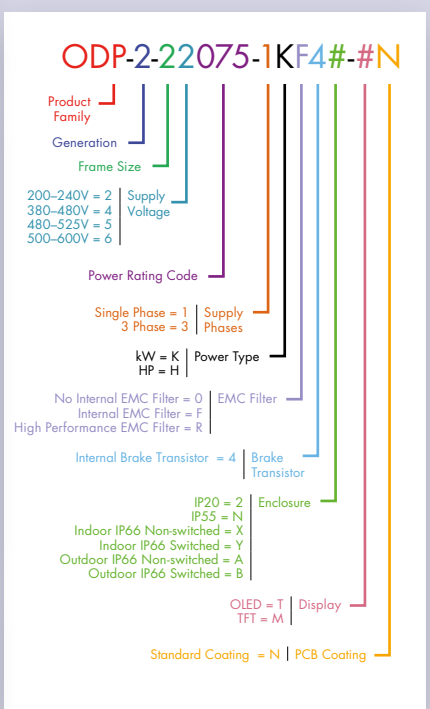 ODP-2-22075-1KF4#-#N
Product
Family
Generation
Frame Size
200–240V = 2
380–480V = 4
480–525V = 5
500–600V = 6
Supply
Voltage
Power Rating Code
Single Phase = 1
3 Phase = 3
Supply
Phases
kW = K
HP = H
Power Type
No Internal EMC Filter = 0
Internal EMC Filter = F
High Performance EMC Filter = R
EMC Filter
Internal Brake Transistor = 4
Brake
Transistor
IP20 = 2
IP55 = N
Indoor IP66 Non-switched = X
Indoor IP66 Switched = Y
Outdoor IP66 Non-switched = A
Outdoor IP66 Switched = B
Enclosure
OLED = T
TFT = M
Display
Standard Coating = N
PCB Coating